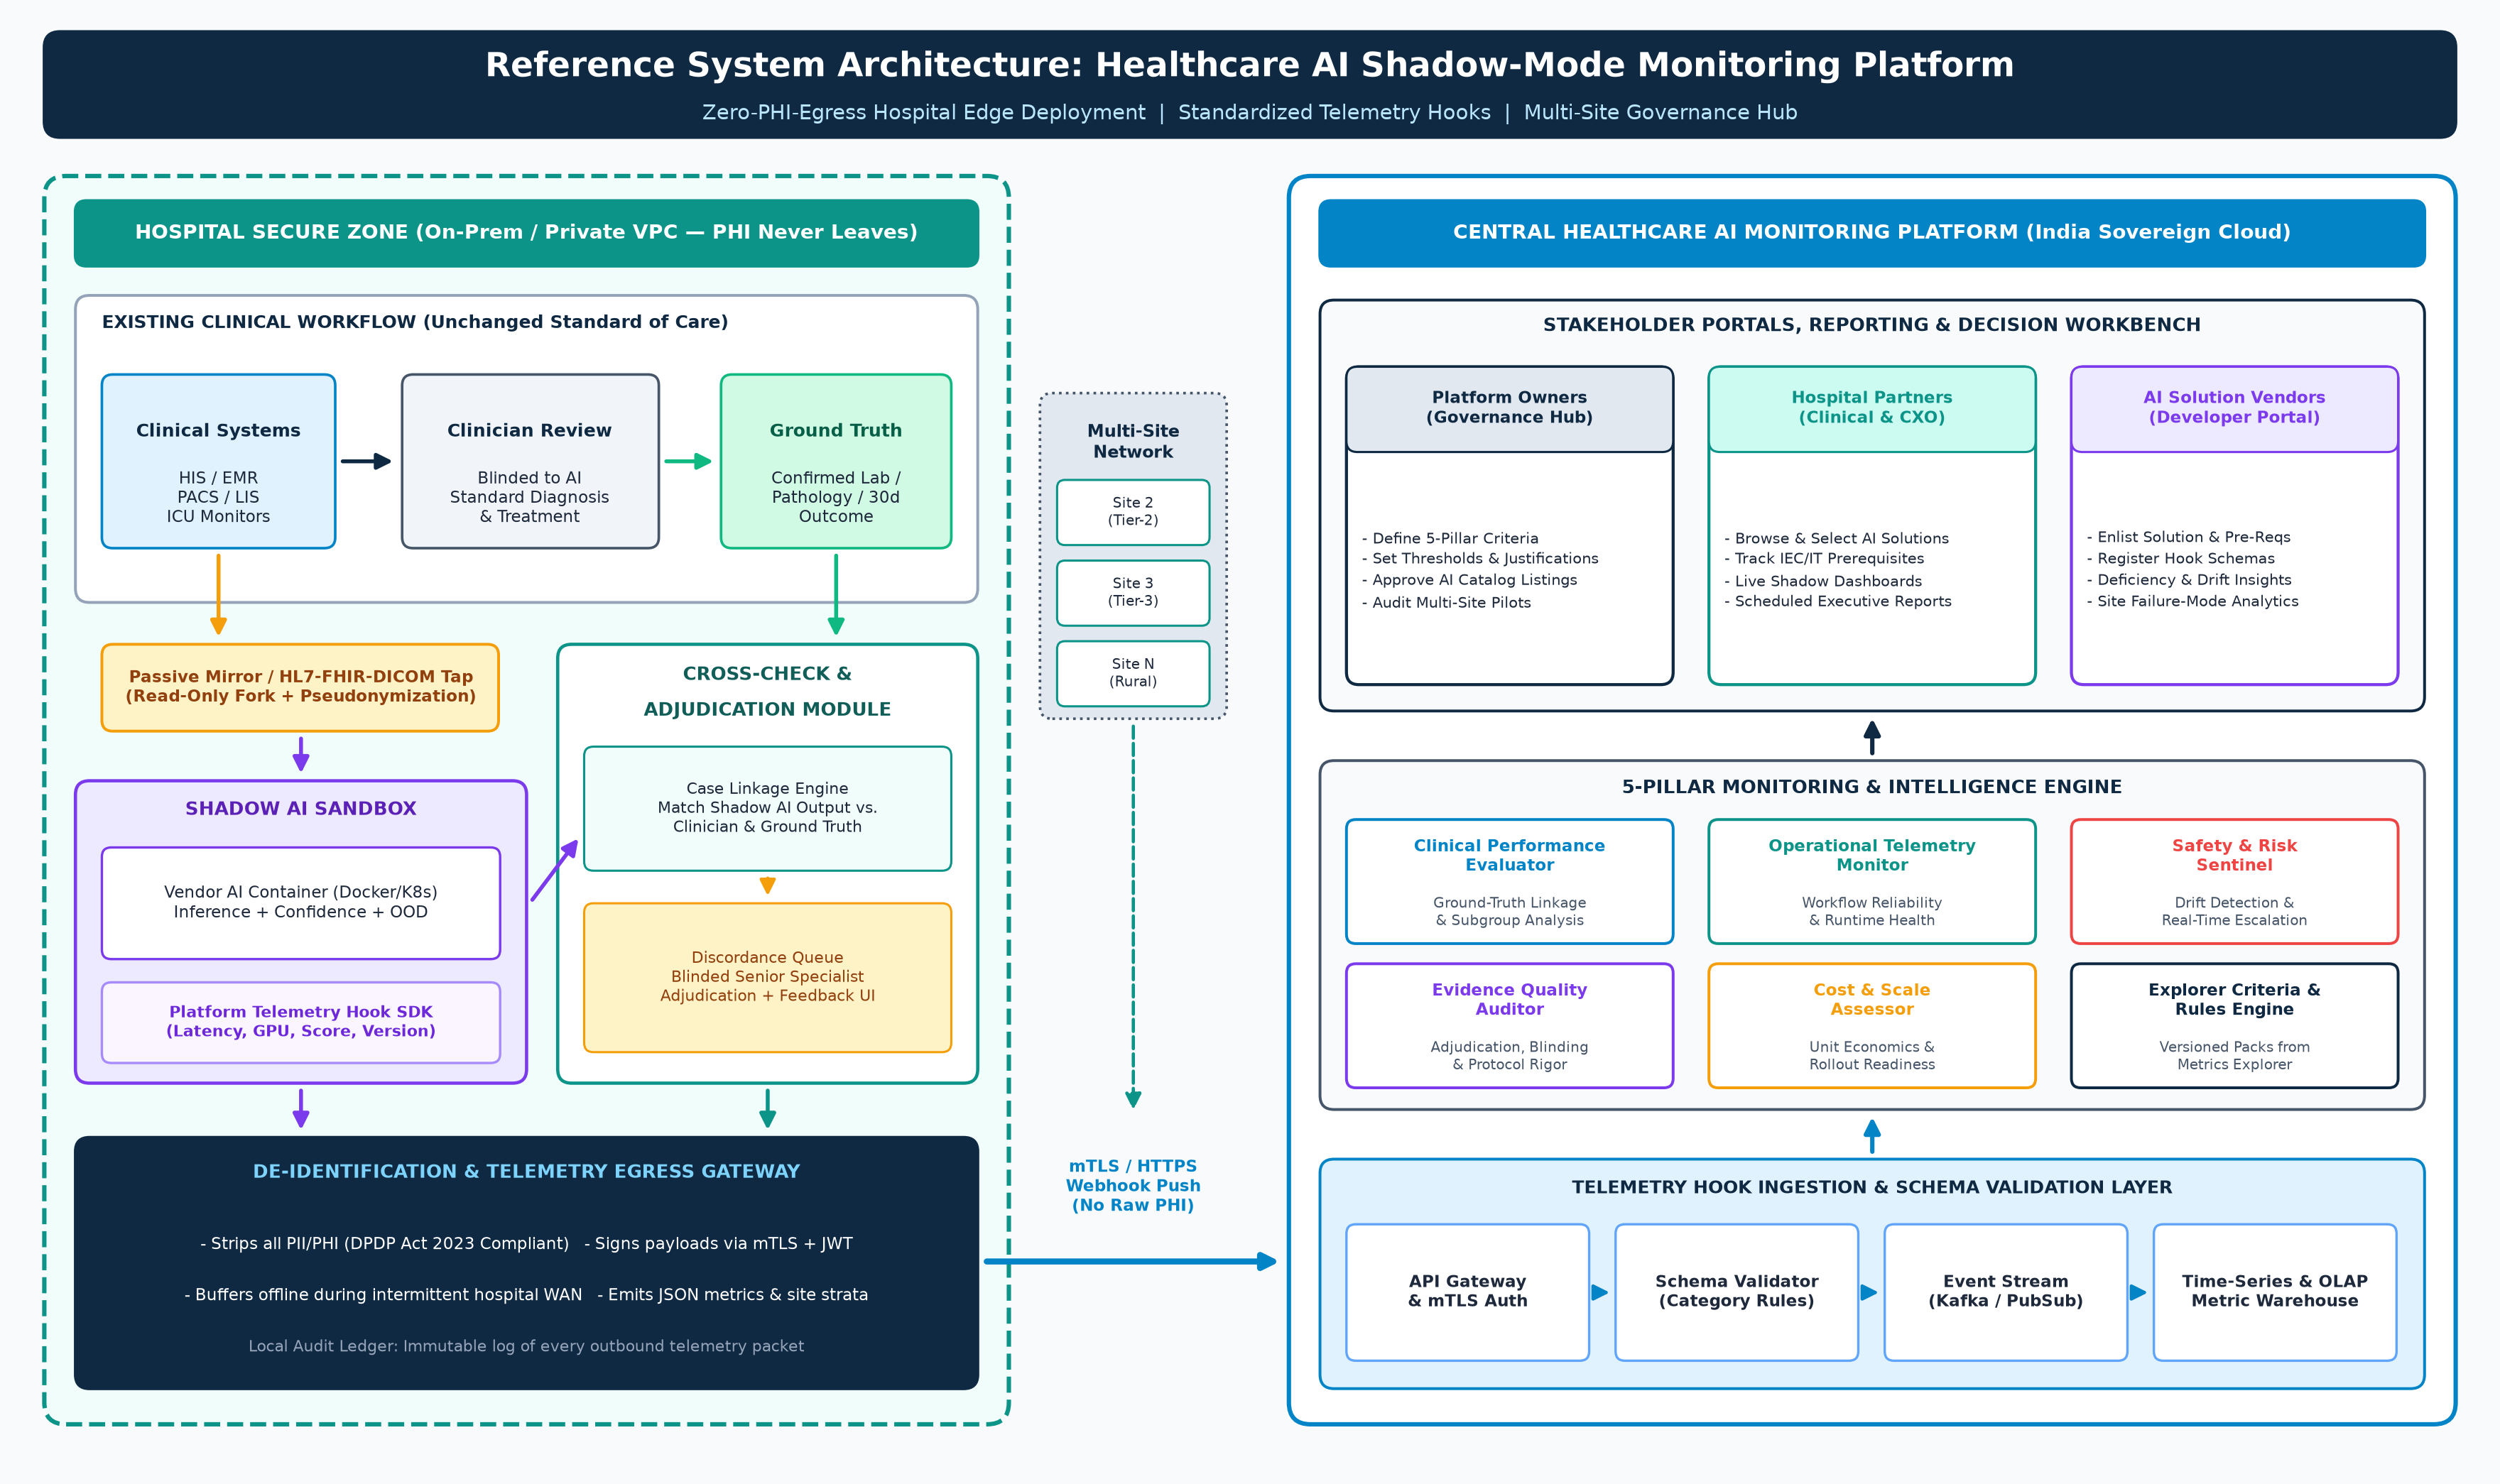 Reference System Architecture: Healthcare AI Shadow-Mode Monitoring Platform
Zero-PHI-Egress Hospital Edge Deployment | Standardized Telemetry Hooks | Multi-Site Governance Hub
HOSPITAL SECURE ZONE (On-Prem / Private VPC — PHI Never Leaves)
EXISTING CLINICAL WORKFLOW (Unchanged Standard of Care)
Clinical Systems
HIS / EMR
PACS / LIS
ICU Monitors
Clinician Review
Blinded to AI
Standard Diagnosis
& Treatment
Ground Truth
Confirmed Lab /
Pathology / 30d
Outcome
Passive Mirror / HL7-FHIR-DICOM Tap
(Read-Only Fork + Pseudonymization)
SHADOW AI SANDBOX
Vendor AI Container (Docker/K8s)
Inference + Confidence + OOD
Platform Telemetry Hook SDK
(Latency, GPU, Score, Version)
CROSS-CHECK &
ADJUDICATION MODULE
Case Linkage Engine
Match Shadow AI Output vs.
Clinician & Ground Truth
Discordance Queue
Blinded Senior Specialist
Adjudication + Feedback UI
DE-IDENTIFICATION & TELEMETRY EGRESS GATEWAY
- Strips all PII/PHI (DPDP Act 2023 Compliant) - Signs payloads via mTLS + JWT
- Buffers offline during intermittent hospital WAN - Emits JSON metrics & site strata
Local Audit Ledger: Immutable log of every outbound telemetry packet
Multi-Site
Network
Site 2
(Tier-2)
Site 3
(Tier-3)
Site N
(Rural)
mTLS / HTTPS
Webhook Push
(No Raw PHI)
CENTRAL HEALTHCARE AI MONITORING PLATFORM (India Sovereign Cloud)
STAKEHOLDER PORTALS, REPORTING & DECISION WORKBENCH
Platform Owners
(Governance Hub)
- Define 5-Pillar Criteria
- Set Thresholds & Justifications
- Approve AI Catalog Listings
- Audit Multi-Site Pilots
Hospital Partners
(Clinical & CXO)
- Browse & Select AI Solutions
- Track IEC/IT Prerequisites
- Live Shadow Dashboards
- Scheduled Executive Reports
AI Solution Vendors
(Developer Portal)
- Enlist Solution & Pre-Reqs
- Register Hook Schemas
- Deficiency & Drift Insights
- Site Failure-Mode Analytics
5-PILLAR MONITORING & INTELLIGENCE ENGINE
Clinical Performance
Evaluator
Ground-Truth Linkage
& Subgroup Analysis
Operational Telemetry
Monitor
Workflow Reliability
& Runtime Health
Safety & Risk
Sentinel
Drift Detection &
Real-Time Escalation
Evidence Quality
Auditor
Adjudication, Blinding
& Protocol Rigor
Cost & Scale
Assessor
Unit Economics &
Rollout Readiness
Explorer Criteria &
Rules Engine
Versioned Packs from
Metrics Explorer
TELEMETRY HOOK INGESTION & SCHEMA VALIDATION LAYER
API Gateway
& mTLS Auth
Schema Validator
(Category Rules)
Event Stream
(Kafka / PubSub)
Time-Series & OLAP
Metric Warehouse